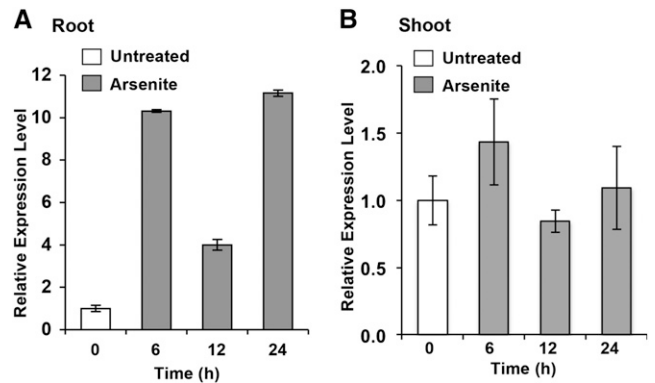 A Root
Untreated
Arsenite
Relative Expression Level
12
10
8
6
4
2
0
0 6 12 24
Time (h)
B Shoot
Untreated
Arsenite
Relative Expression Level
2.0
1.5
1.0
0.5
0.0
0 6 12 24
Time (h)